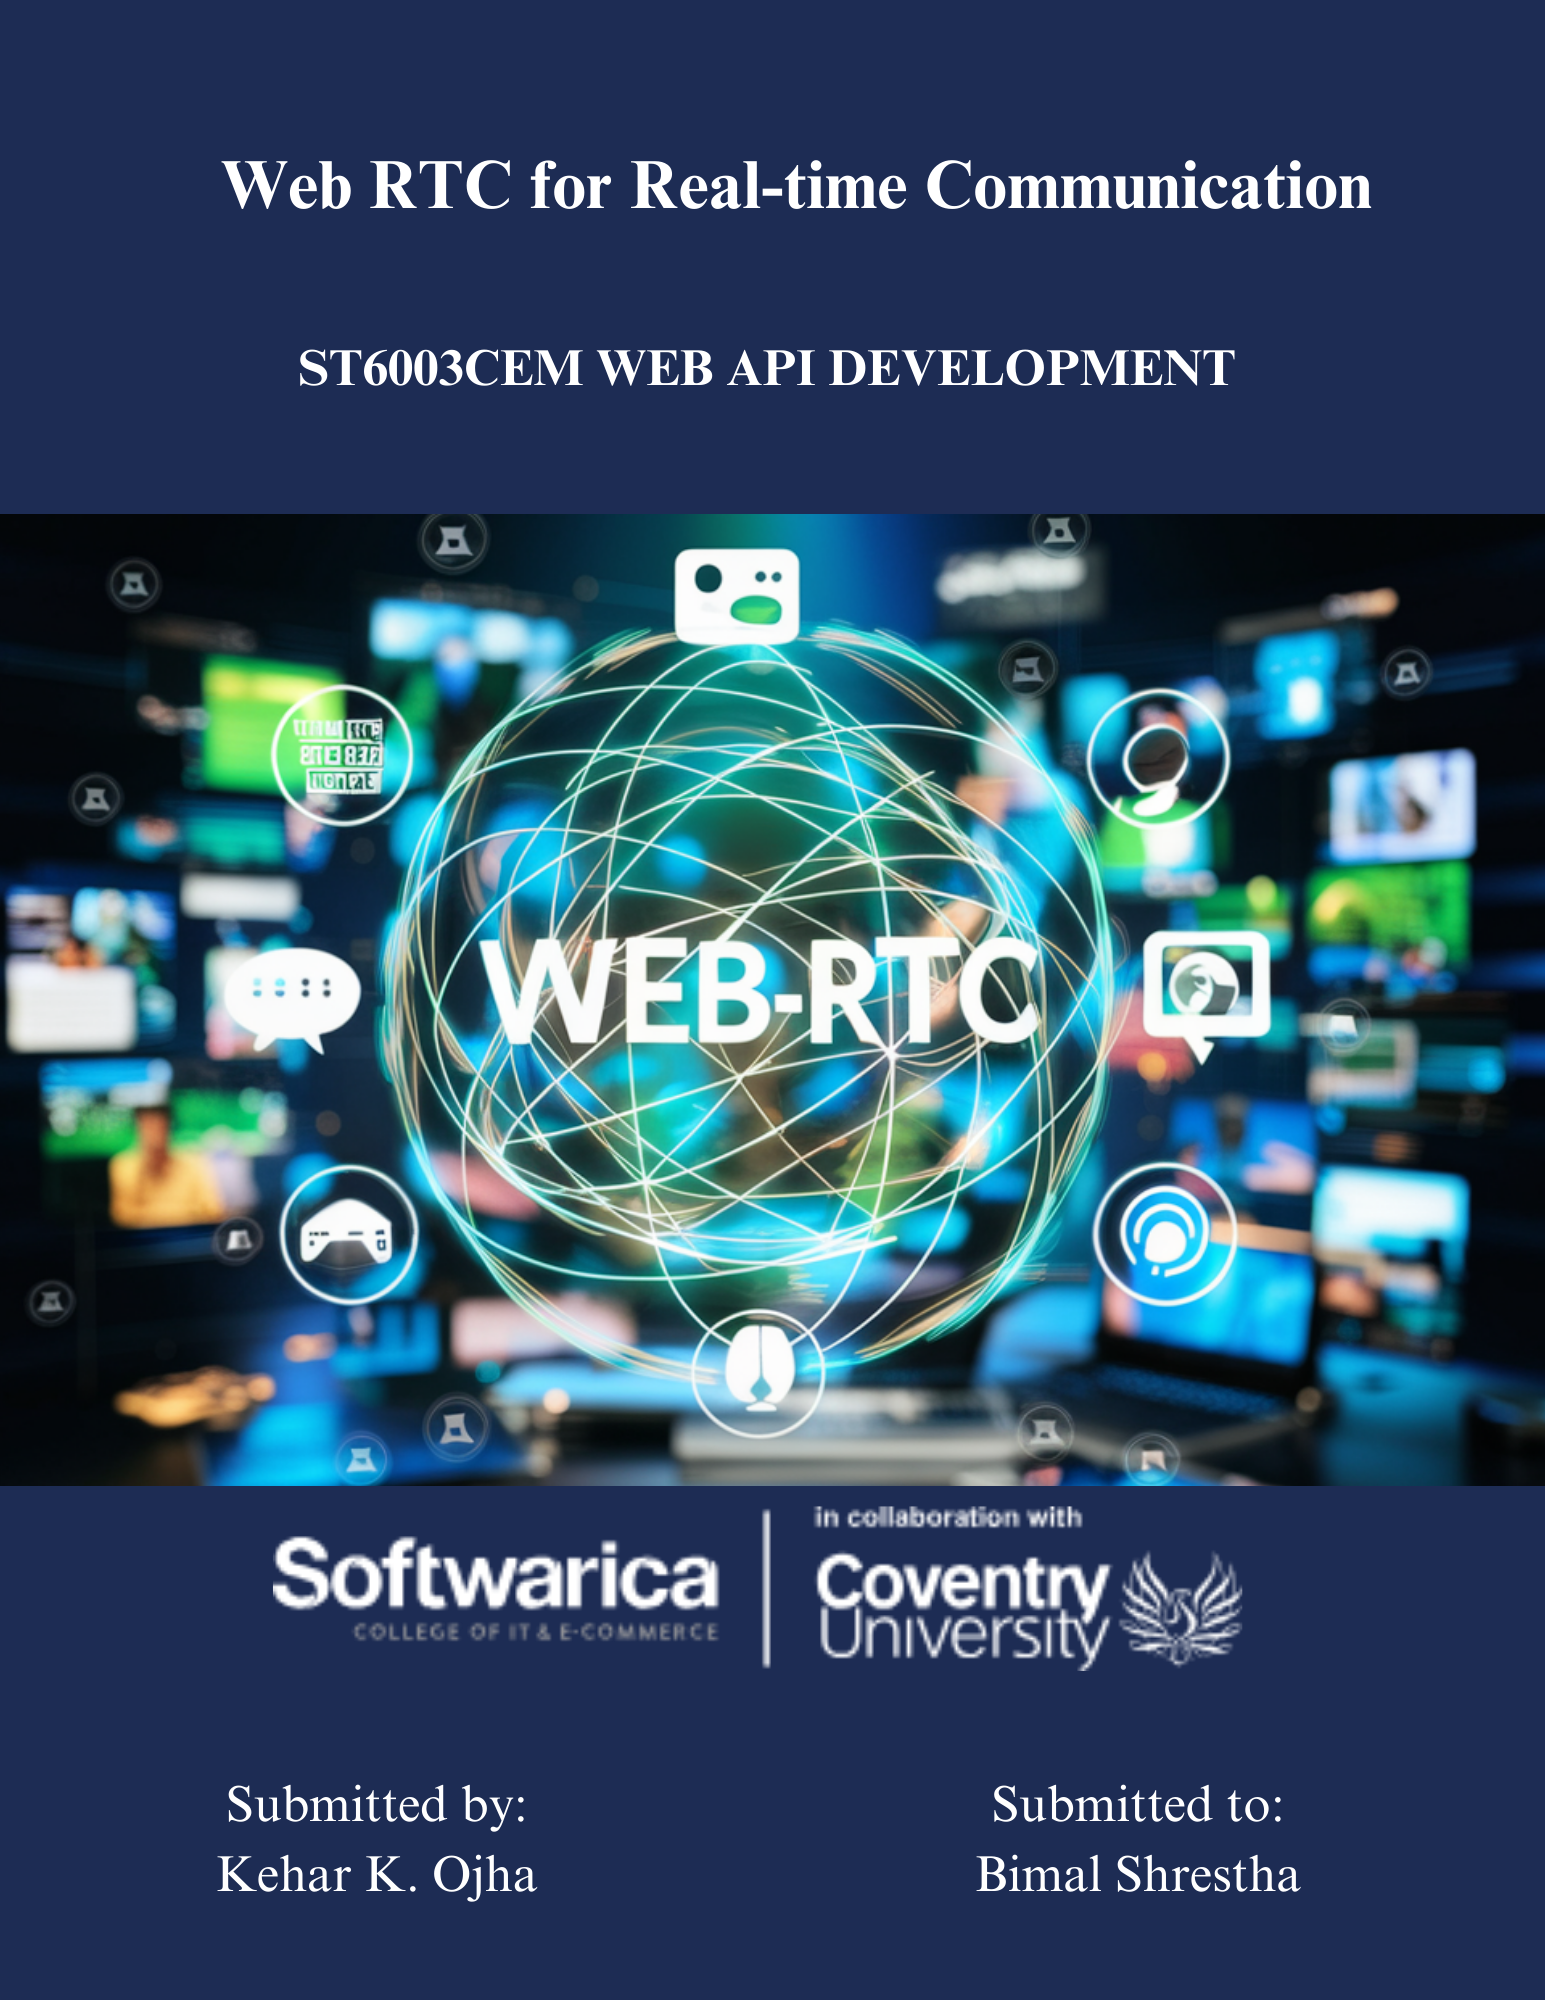 Web RTC for Real-time Communication
ST6003CEM WEB API DEVELOPMENT
WEB-RTC
Softwarica
COLLEGE OF IT & E-COMMERCE
in collaboration with
Coventry
University
Submitted by:
Kehar K. Ojha
Submitted to:
Bimal Shrestha